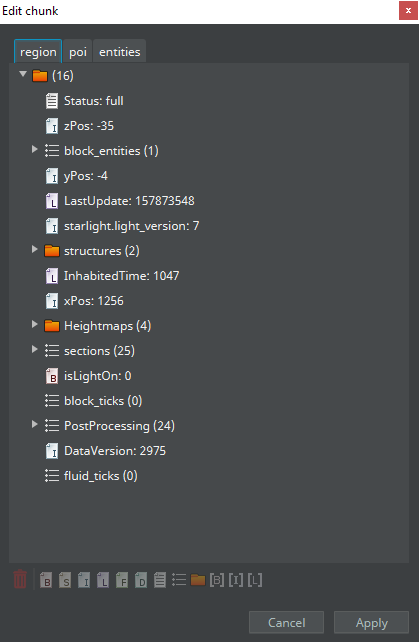 Edit chunk
x
region poi entities
(16)
Status: full
I zPos: -35
block_entities (1)
I yPos: -4
L LastUpdate: 157873548
I starlight.light_version: 7
structures (2)
L InhabitedTime: 1047
I xPos: 1256
Heightmaps (4)
sections (25)
B isLightOn: 0
block_ticks (0)
PostProcessing (24)
I DataVersion: 2975
fluid_ticks (0)
B S I L F D [B] [I] [L]
Cancel Apply